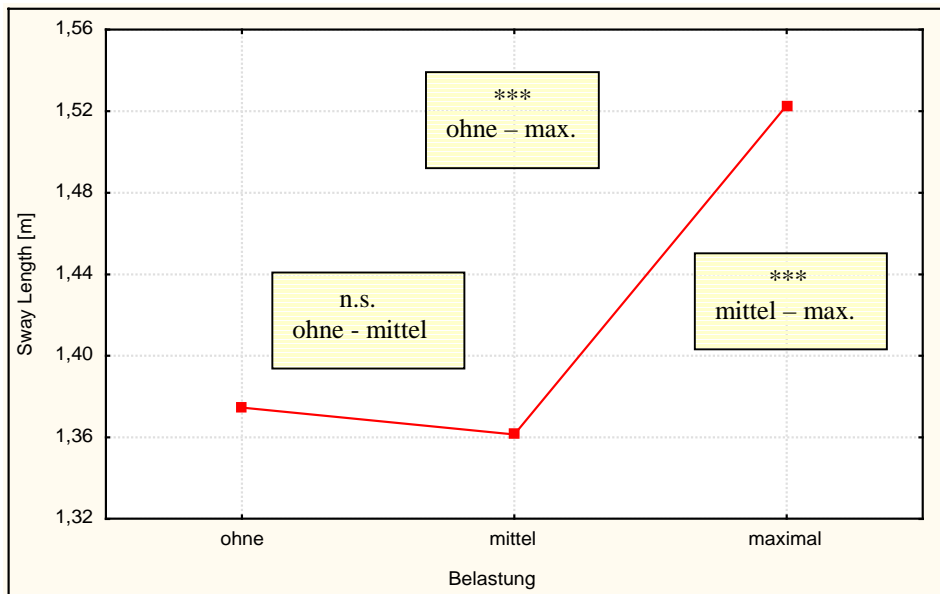 1,56
1,52
1,48
1,44
1,40
1,36
1,32
Sway Length [m]
***
ohne – max.
n.s.
ohne - mittel
***
mittel – max.
ohne
mittel
maximal
Belastung